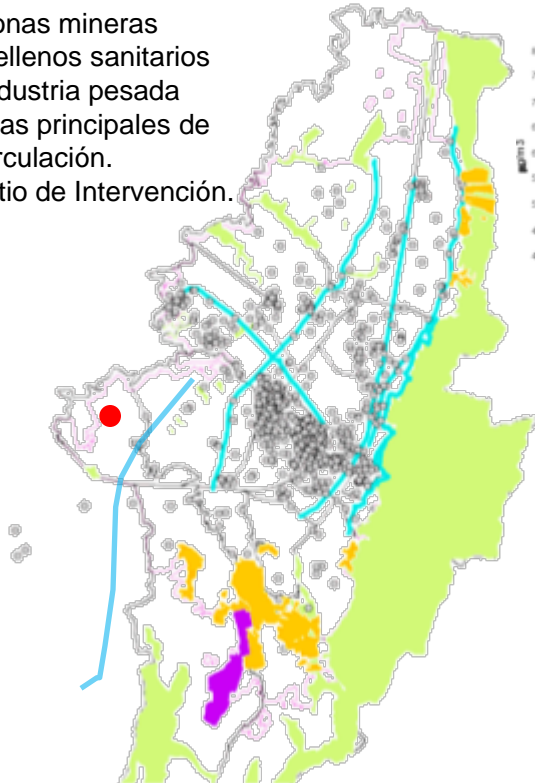 onas mineras
ellenos sanitarios
dustria pesada
as principales de
rculación.
tio de Intervención.